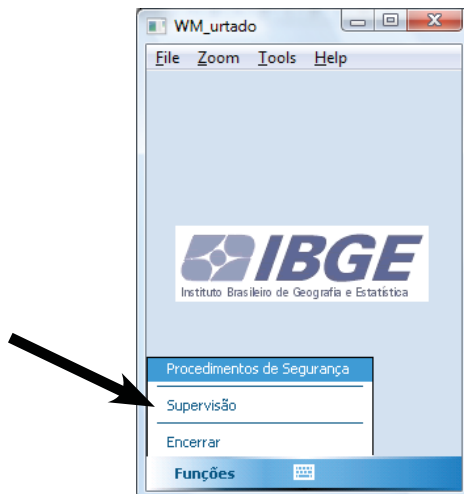 WM_urtado
File Zoom Tools Help
IBGE
Instituto Brasileiro de Geografia e Estatística
Procedimentos de Segurança
Supervisão
Encerrar
Funções